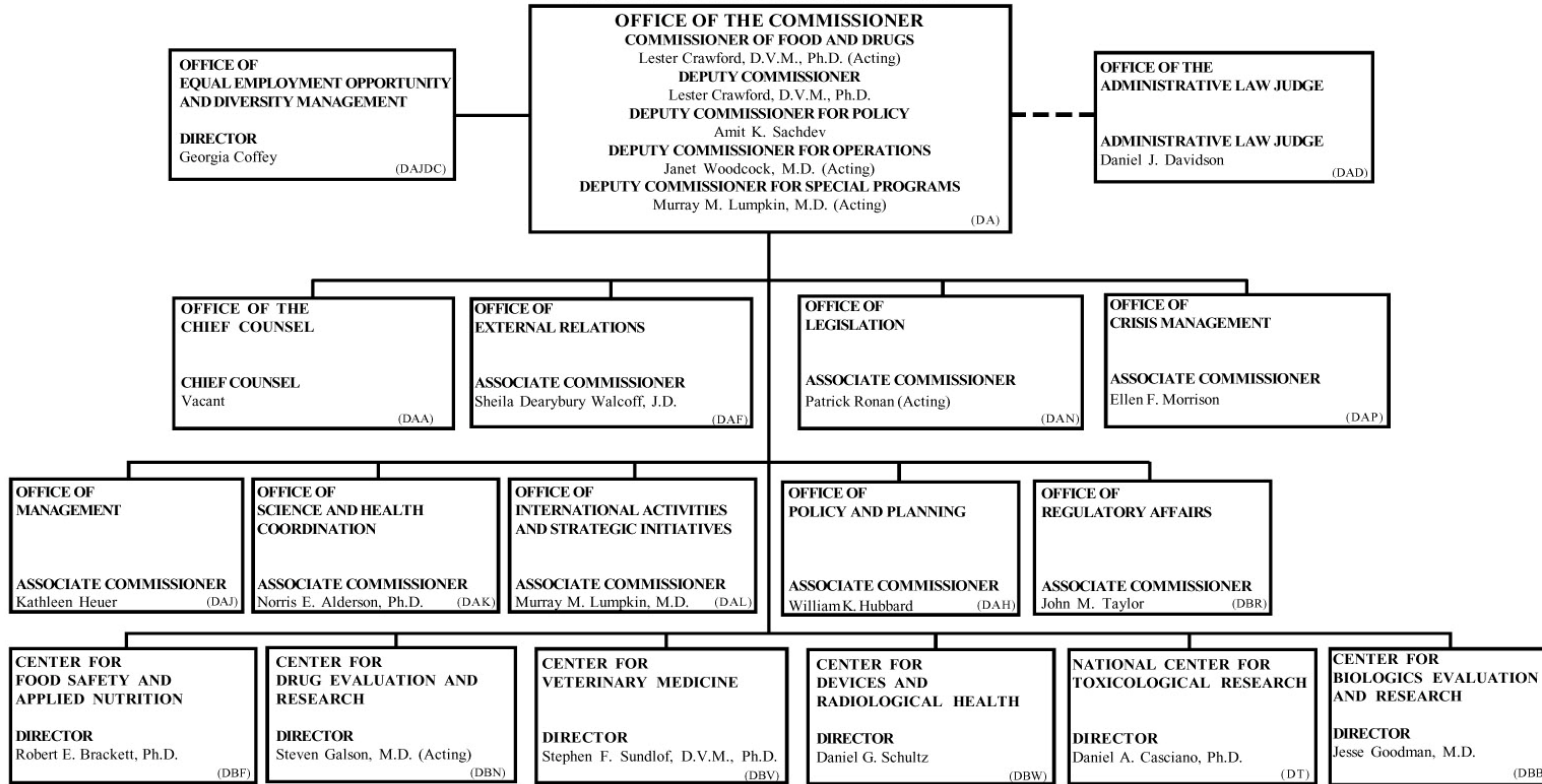 OFFICE OF THE COMMISSIONER
COMMISSIONER OF FOOD AND DRUGS
Lester Crawford, D.V.M., Ph.D. (Acting)
DEPUTY COMMISSIONER
Lester Crawford, D.V.M., Ph.D.
DEPUTY COMMISSIONER FOR POLICY
Amit K. Sachdev
DEPUTY COMMISSIONER FOR OPERATIONS
Janet Woodcock, M.D. (Acting)
DEPUTY COMMISSIONER FOR SPECIAL PROGRAMS
Murray M. Lumpkin, M.D. (Acting)
(DA)
OFFICE OF
EQUAL EMPLOYMENT OPPORTUNITY
AND DIVERSITY MANAGEMENT
DIRECTOR
Georgia Coffey
(DAJDC)
OFFICE OF THE
ADMINISTRATIVE LAW JUDGE
ADMINISTRATIVE LAW JUDGE
Daniel J. Davidson
(DAD)
OFFICE OF THE
CHIEF COUNSEL
CHIEF COUNSEL
Vacant
(DAA)
OFFICE OF
EXTERNAL RELATIONS
ASSOCIATE COMMISSIONER
Sheila Dearybury Walcoff, J.D.
(DAF)
OFFICE OF
LEGISLATION
ASSOCIATE COMMISSIONER
Patrick Ronan (Acting)
(DAN)
OFFICE OF
CRISIS MANAGEMENT
ASSOCIATE COMMISSIONER
Ellen F. Morrison
(DAP)
OFFICE OF
MANAGEMENT
ASSOCIATE COMMISSIONER
Kathleen Heuer (DAJ)
OFFICE OF
SCIENCE AND HEALTH
COORDINATION
ASSOCIATE COMMISSIONER
Norris E. Alderson, Ph.D. (DAK)
OFFICE OF
INTERNATIONAL ACTIVITIES
AND STRATEGIC INITIATIVES
ASSOCIATE COMMISSIONER
Murray M. Lumpkin, M.D. (DAL)
OFFICE OF
POLICY AND PLANNING
ASSOCIATE COMMISSIONER
William K. Hubbard (DAH)
OFFICE OF
REGULATORY AFFAIRS
ASSOCIATE COMMISSIONER
John M. Taylor (DBR)
CENTER FOR
FOOD SAFETY AND
APPLIED NUTRITION
DIRECTOR
Robert E. Brackett, Ph.D.
(DBF)
CENTER FOR
DRUG EVALUATION AND
RESEARCH
DIRECTOR
Steven Galson, M.D. (Acting)
(DBN)
CENTER FOR
VETERINARY MEDICINE
DIRECTOR
Stephen F. Sundlof, D.V.M., Ph.D.
(DBV)
CENTER FOR
DEVICES AND
RADIOLOGICAL HEALTH
DIRECTOR
Daniel G. Schultz
(DBW)
NATIONAL CENTER FOR
TOXICOLOGICAL RESEARCH
DIRECTOR
Daniel A. Casciano, Ph.D.
(DT)
CENTER FOR
BIOLOGICS EVALUATION
AND RESEARCH
DIRECTOR
Jesse Goodman, M.D.
(DBB)